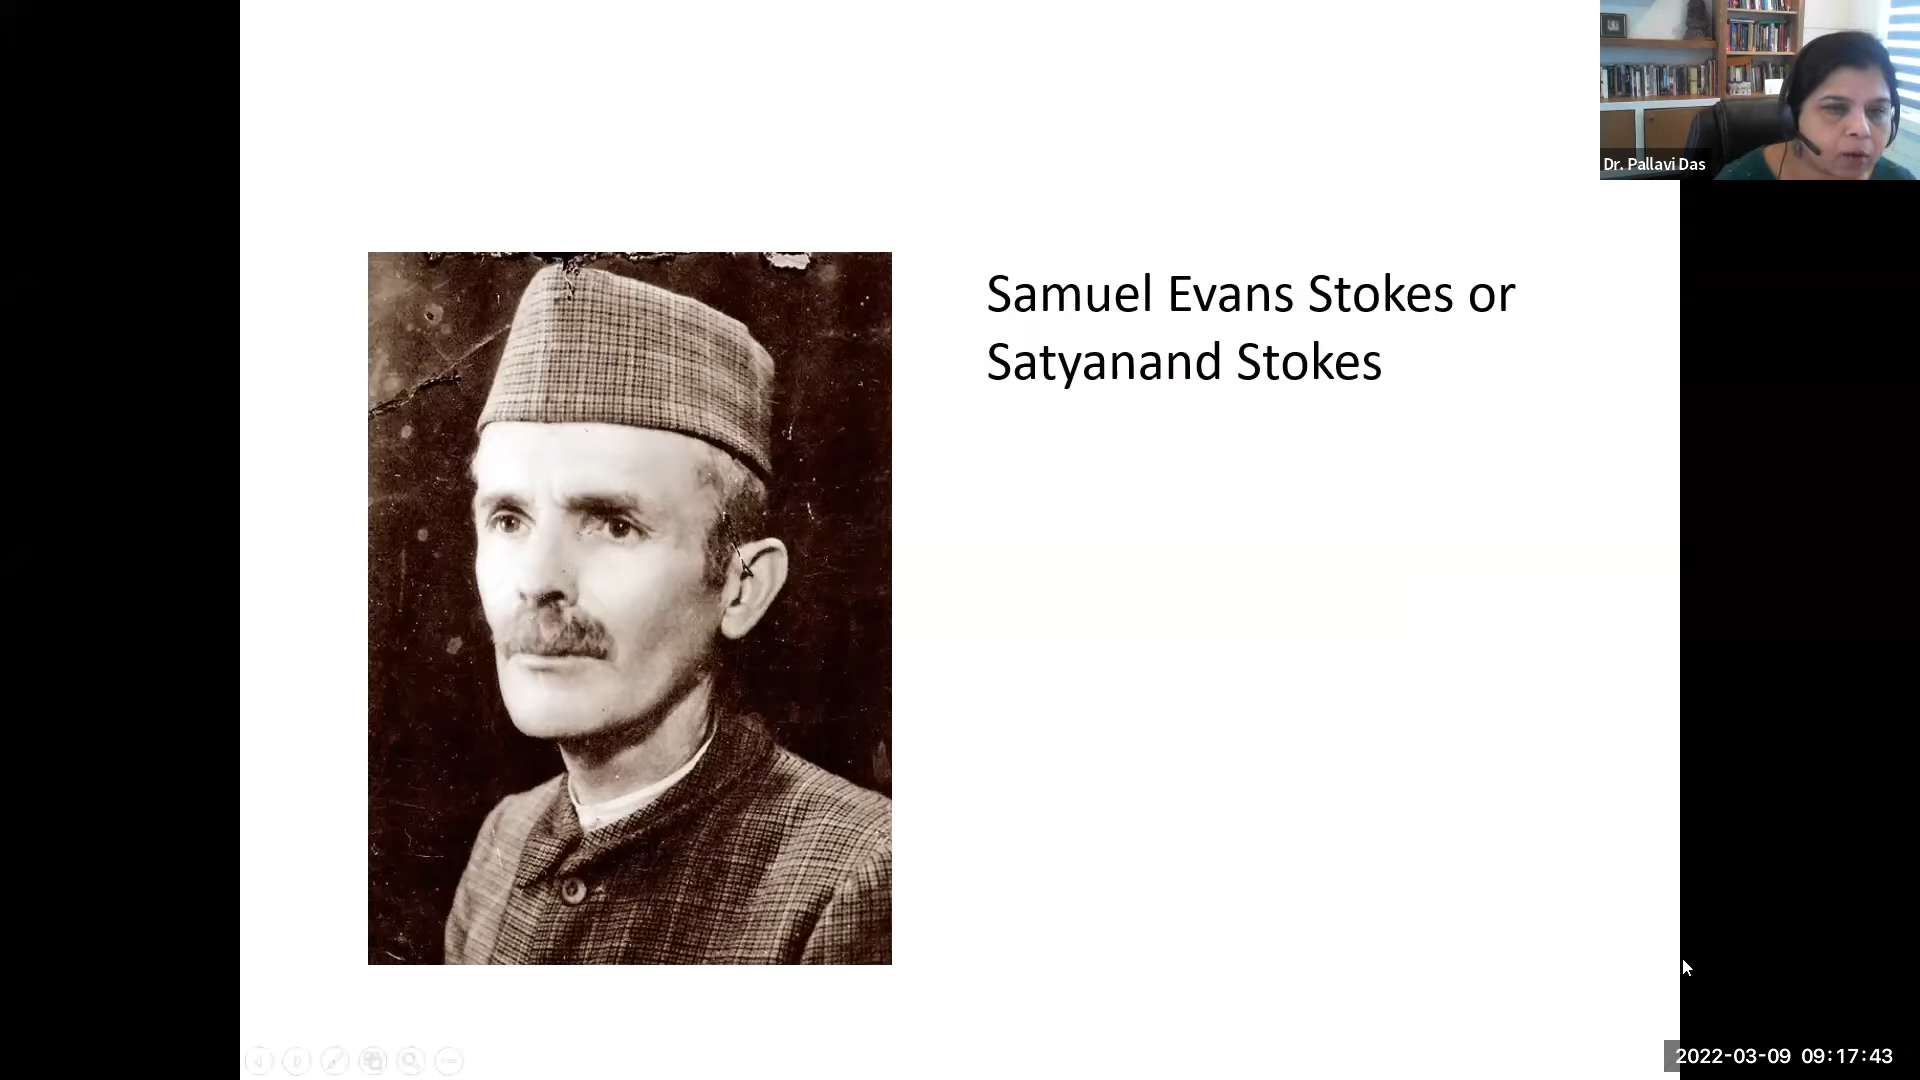 Dr. Pallavi Das
Samuel Evans Stokes or
Satyanand Stokes
2022-03-09 09:17:43